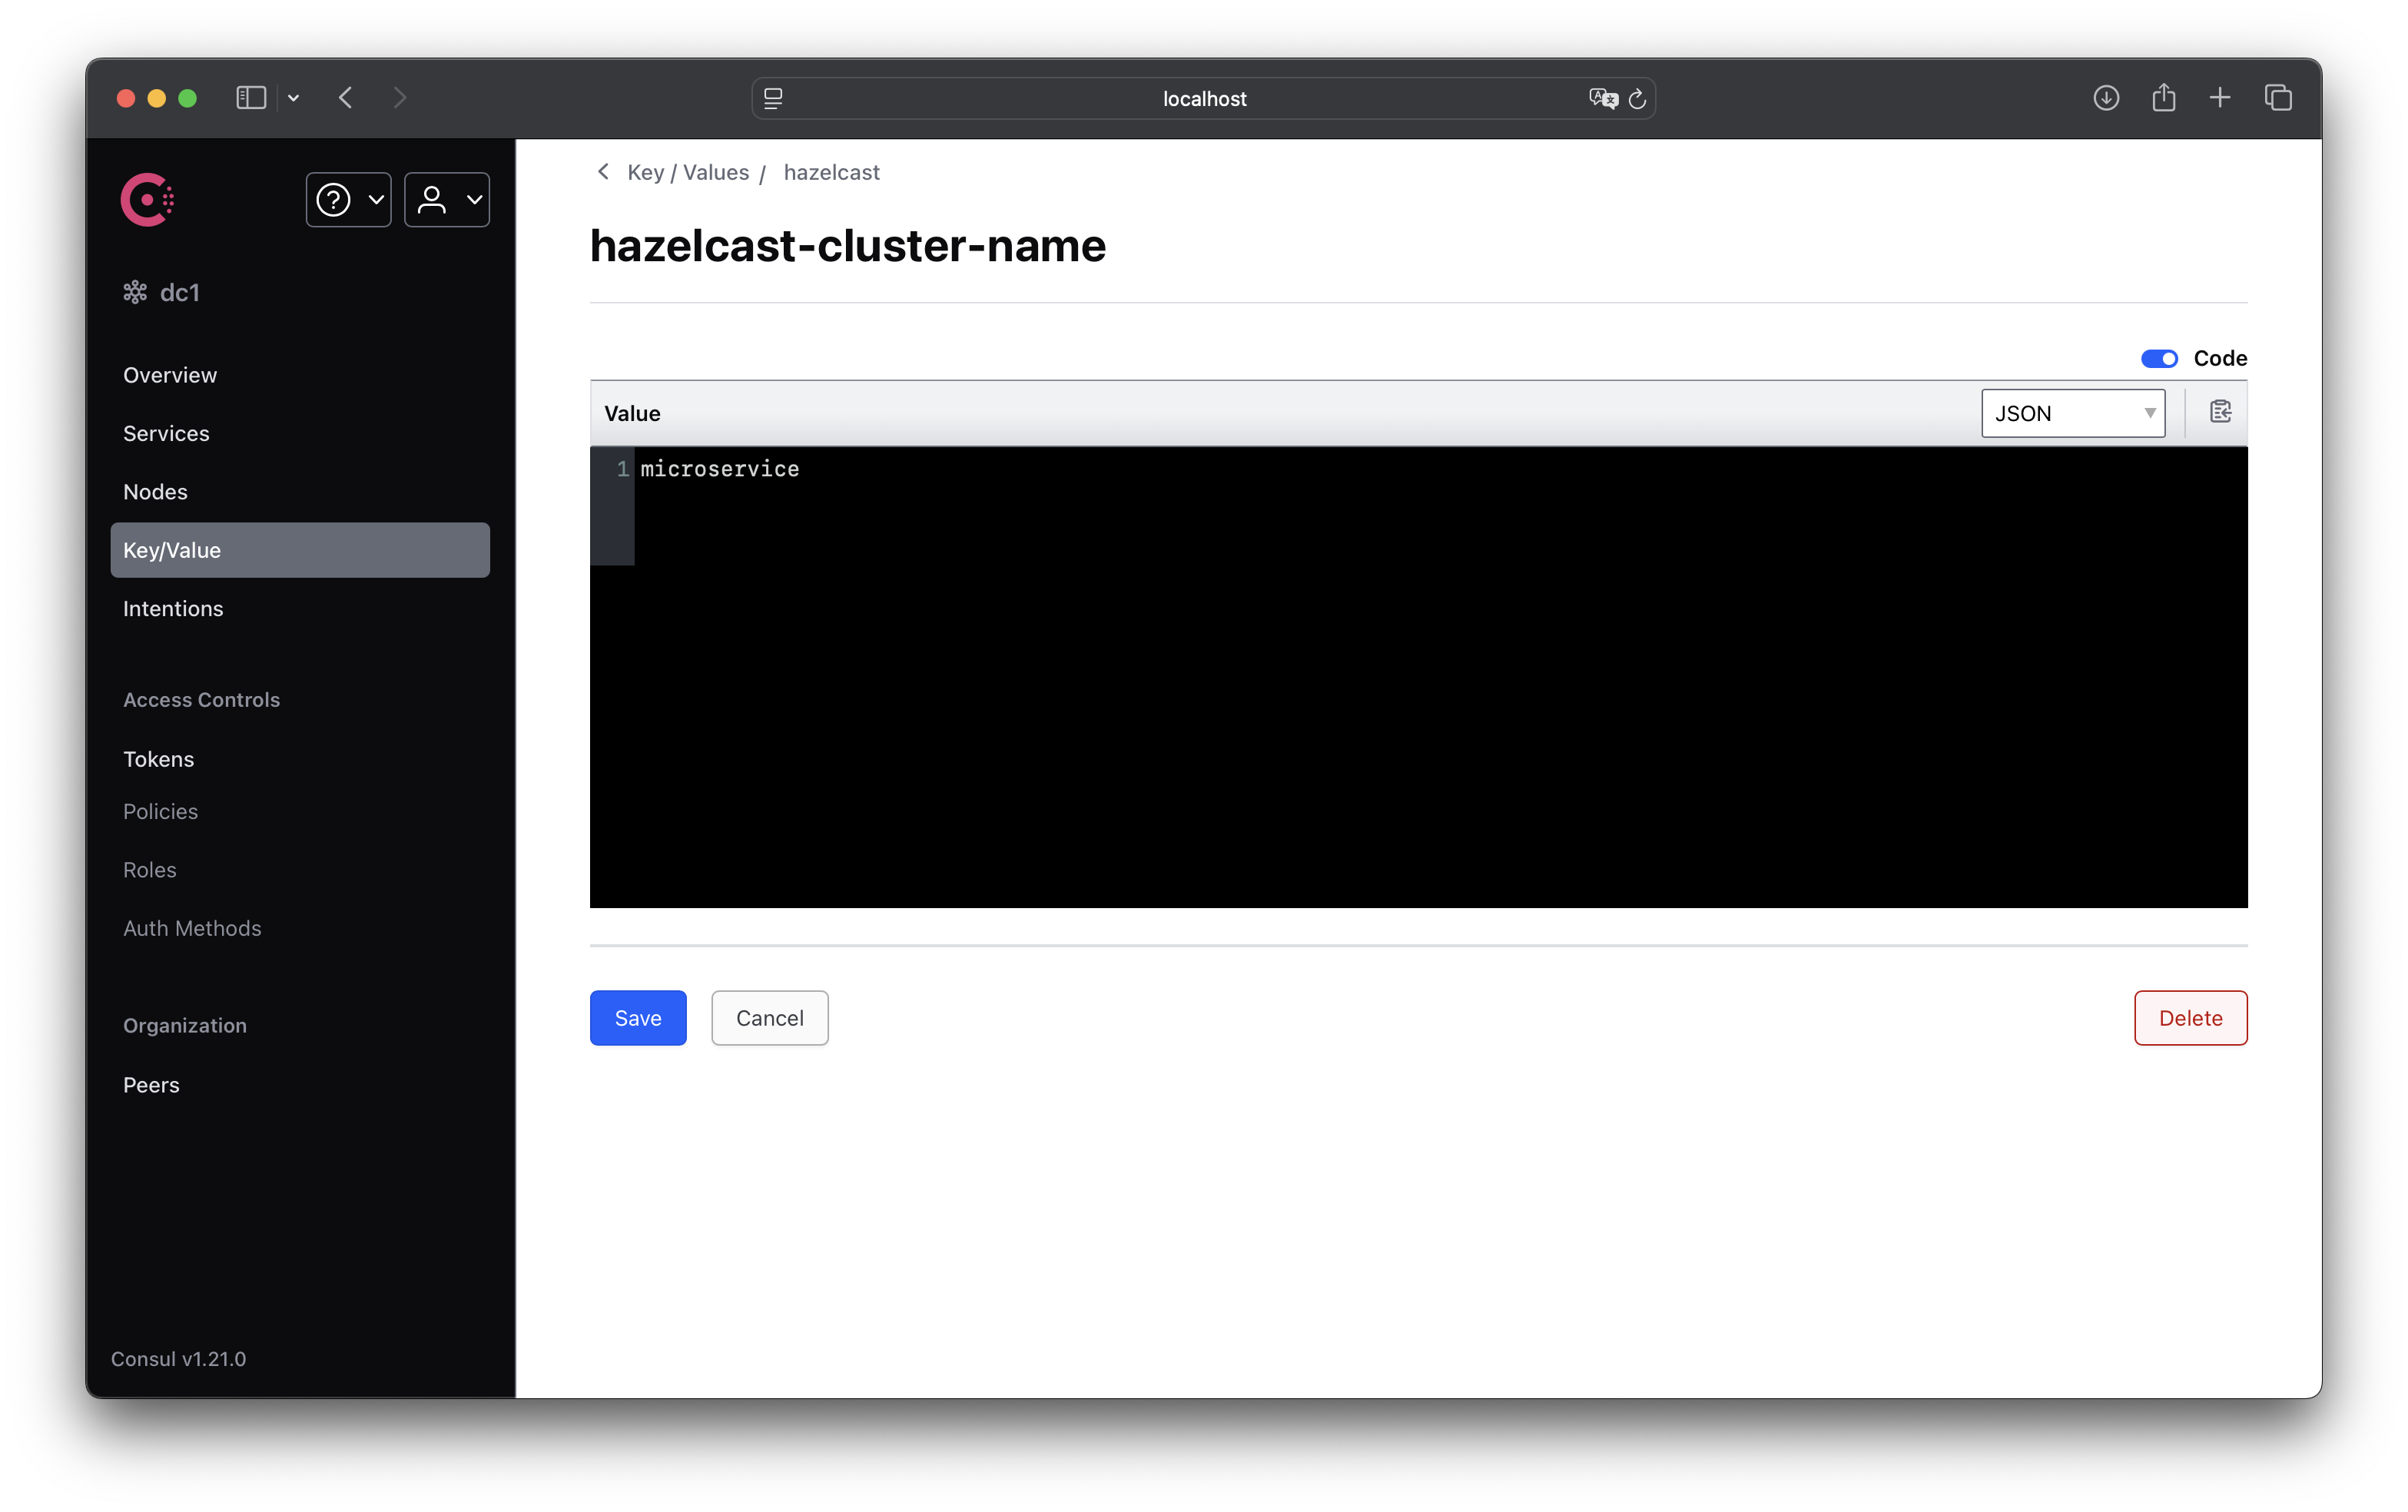 localhost
dc1
Overview
Services
Nodes
Key/Value
Intentions
Access Controls
Tokens
Policies
Roles
Auth Methods
Organization
Peers
Consul v1.21.0
Key / Values / hazelcast
hazelcast-cluster-name
Code
Value JSON
1 microservice
Save Cancel Delete